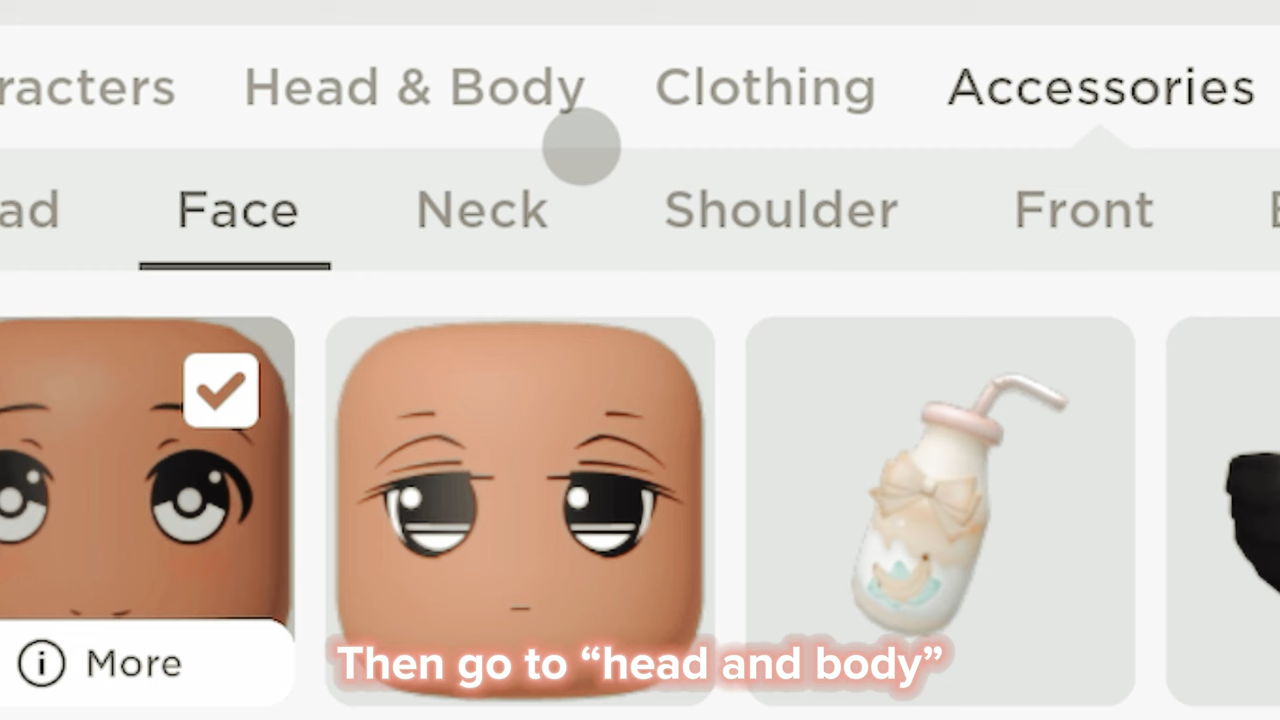 racters Head & Body Clothing Accessories
ad Face Neck Shoulder Front
More
Then go to “head and body”